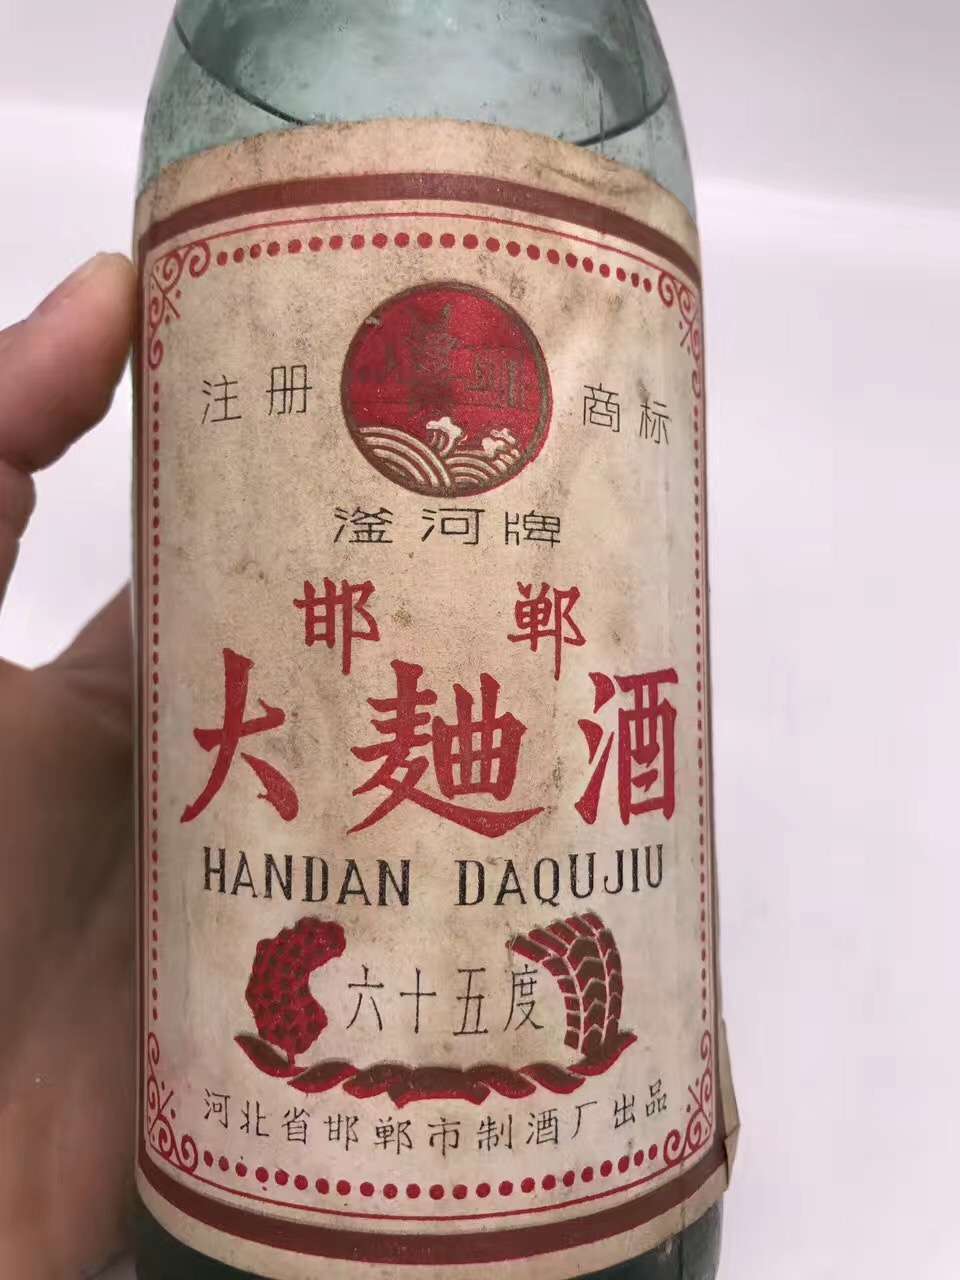 注册 商标
滏河牌
邯郸
大麯酒
HANDAN DAQUJIU
六十五度
河北省邯郸市制酒厂出品